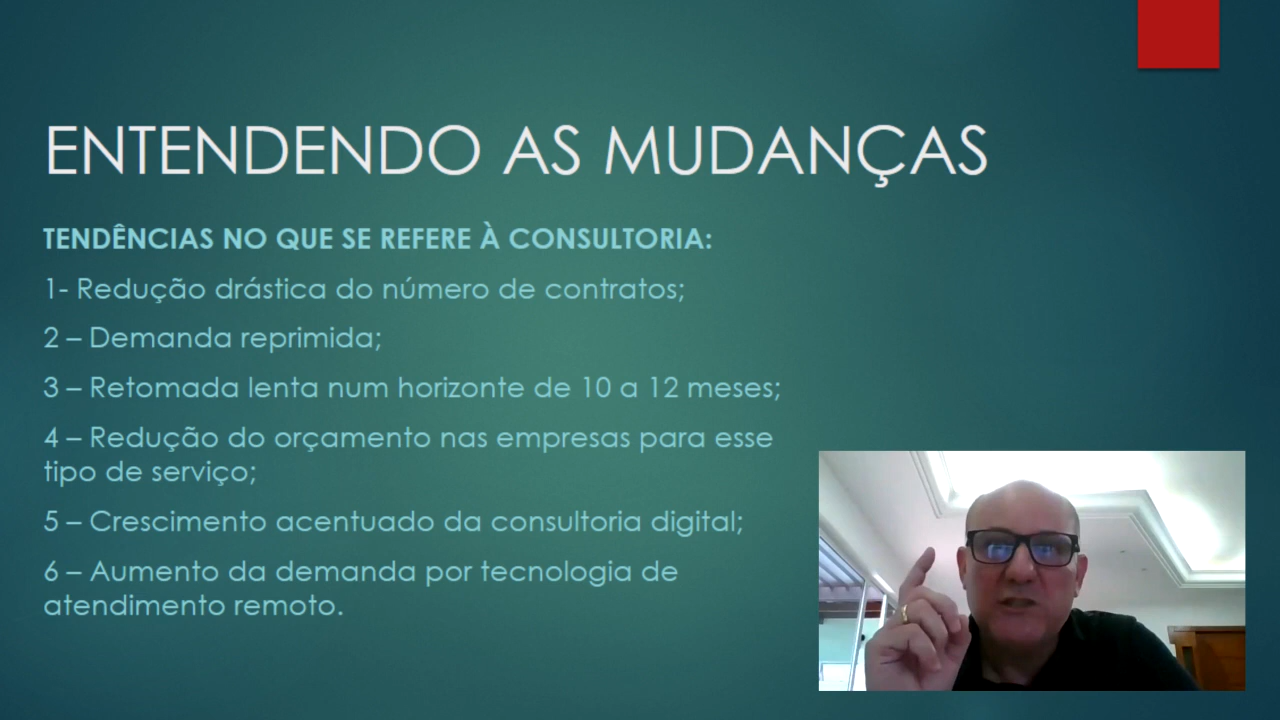 ENTENDENDO AS MUDANÇAS
TENDÊNCIAS NO QUE SE REFERE À CONSULTORIA:
1- Redução drástica do número de contratos;
2 – Demanda reprimida;
3 – Retomada lenta num horizonte de 10 a 12 meses;
4 – Redução do orçamento nas empresas para esse
tipo de serviço;
5 – Crescimento acentuado da consultoria digital;
6 – Aumento da demanda por tecnologia de
atendimento remoto.